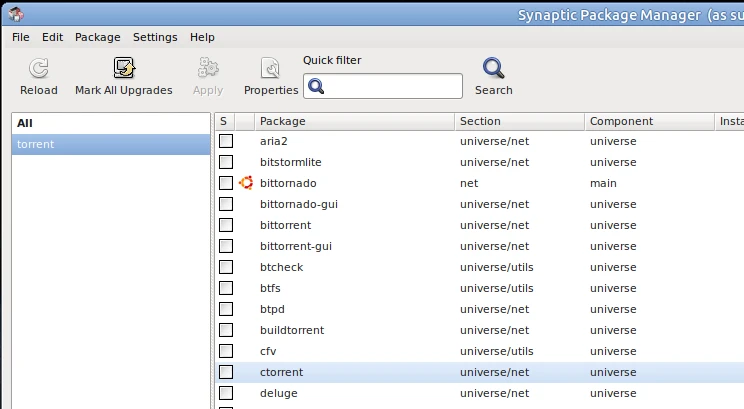 Synaptic Package Manager (as su
File Edit Package Settings Help
Reload Mark All Upgrades Apply Properties Quick filter Search
All
torrent
S Package Section Component Insta
aria2 universe/net universe
bitstormlite universe/net universe
bittornado net main
bittornado-gui universe/net universe
bittorrent universe/net universe
bittorrent-gui universe/net universe
btcheck universe/utils universe
btfs universe/utils universe
btpd universe/net universe
buildtorrent universe/net universe
cfv universe/utils universe
ctorrent universe/net universe
deluge universe/net universe